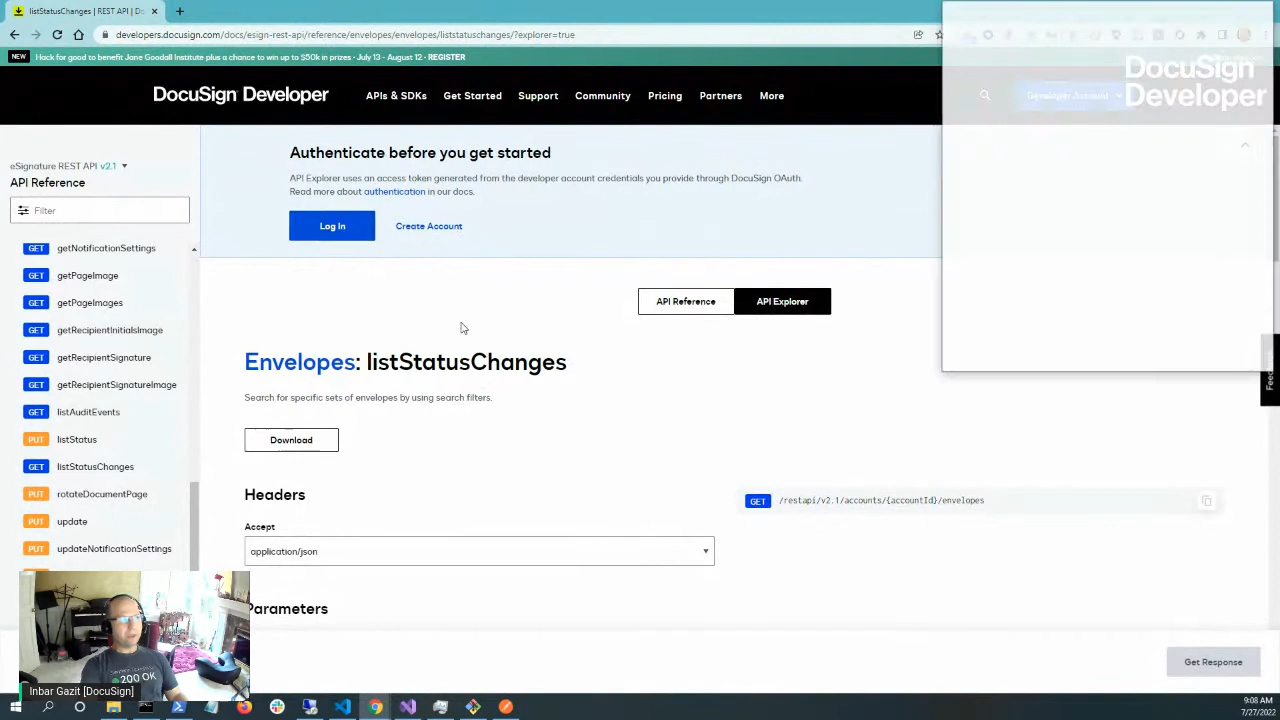 listStatusChanges | REST API | Do
developers.docusign.com/docs/esign-rest-api/reference/envelopes/envelopes/liststatuschanges/?explorer=true
NEW Hack for good to benefit Jane Goodall Institute plus a chance to win up to $50k in prizes • July 13 - August 12 • REGISTER
DocuSign Developer
APIs & SDKs Get Started Support Community Pricing Partners More
Developer Account
DocuSign
Developer
eSignature REST API v2.1
API Reference
Filter
GET getNotificationSettings
GET getPageImage
GET getPageImages
GET getRecipientInitialsImage
GET getRecipientSignature
GET getRecipientSignatureImage
GET listAuditEvents
PUT listStatus
GET listStatusChanges
PUT rotateDocumentPage
PUT update
PUT updateNotificationSettings
Authenticate before you get started
API Explorer uses an access token generated from the developer account credentials you provide through DocuSign OAuth.
Read more about authentication in our docs.
Log In Create Account
API Reference API Explorer
Envelopes: listStatusChanges
Search for specific sets of envelopes by using search filters.
Download
Headers
GET /restapi/v2.1/accounts/{accountId}/envelopes
Accept
application/json
Parameters
Get Response
200 OK
Inbar Gazit [DocuSign]
9:08 AM
7/27/2022